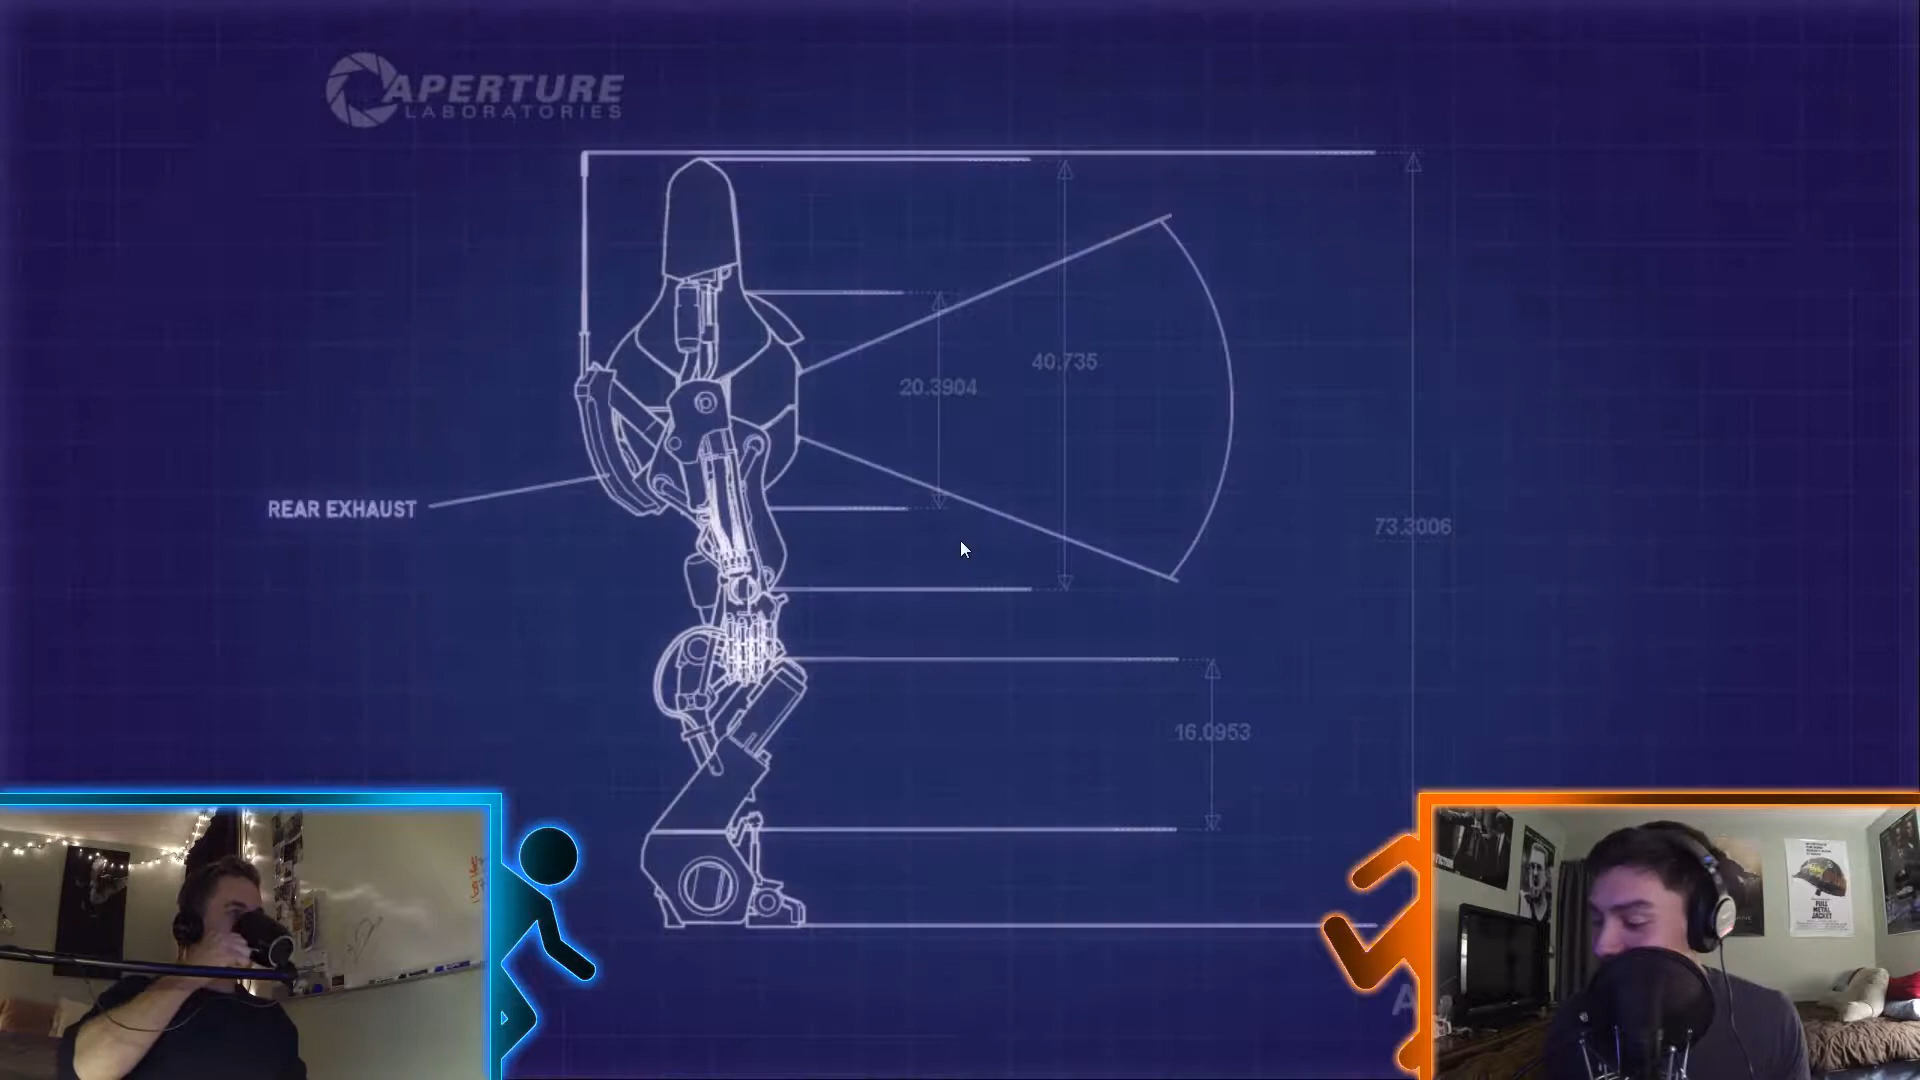 APERTURE
LABORATORIES
40.735
20.3904
REAR EXHAUST
73.3006
16.0953
FULL
METAL
JACKET